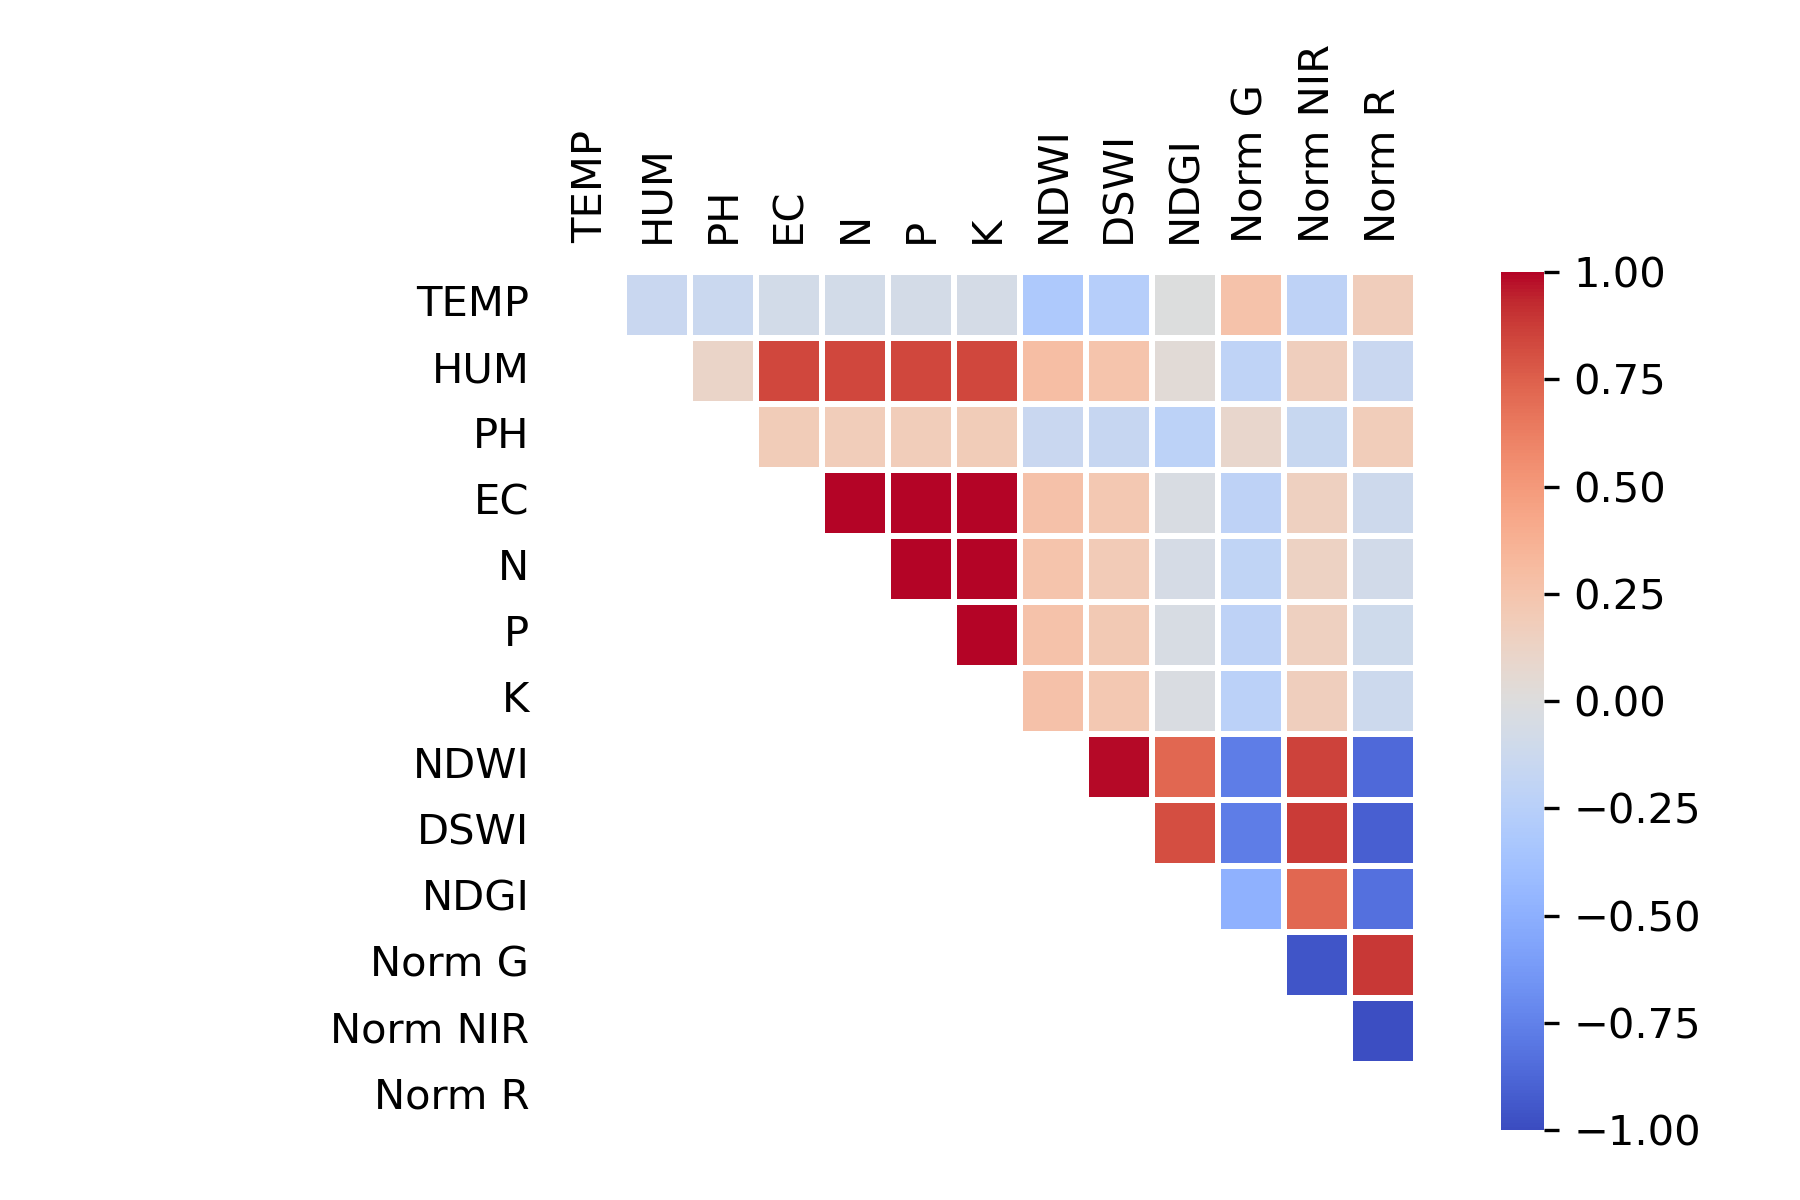 TEMP
HUM
PH
EC
N
P
K
NDWI
DSWI
NDGI
Norm G
Norm NIR
Norm R
TEMP
HUM
PH
EC
N
P
K
NDWI
DSWI
NDGI
Norm G
Norm NIR
Norm R
1.00
0.75
0.50
0.25
0.00
−0.25
−0.50
−0.75
−1.00